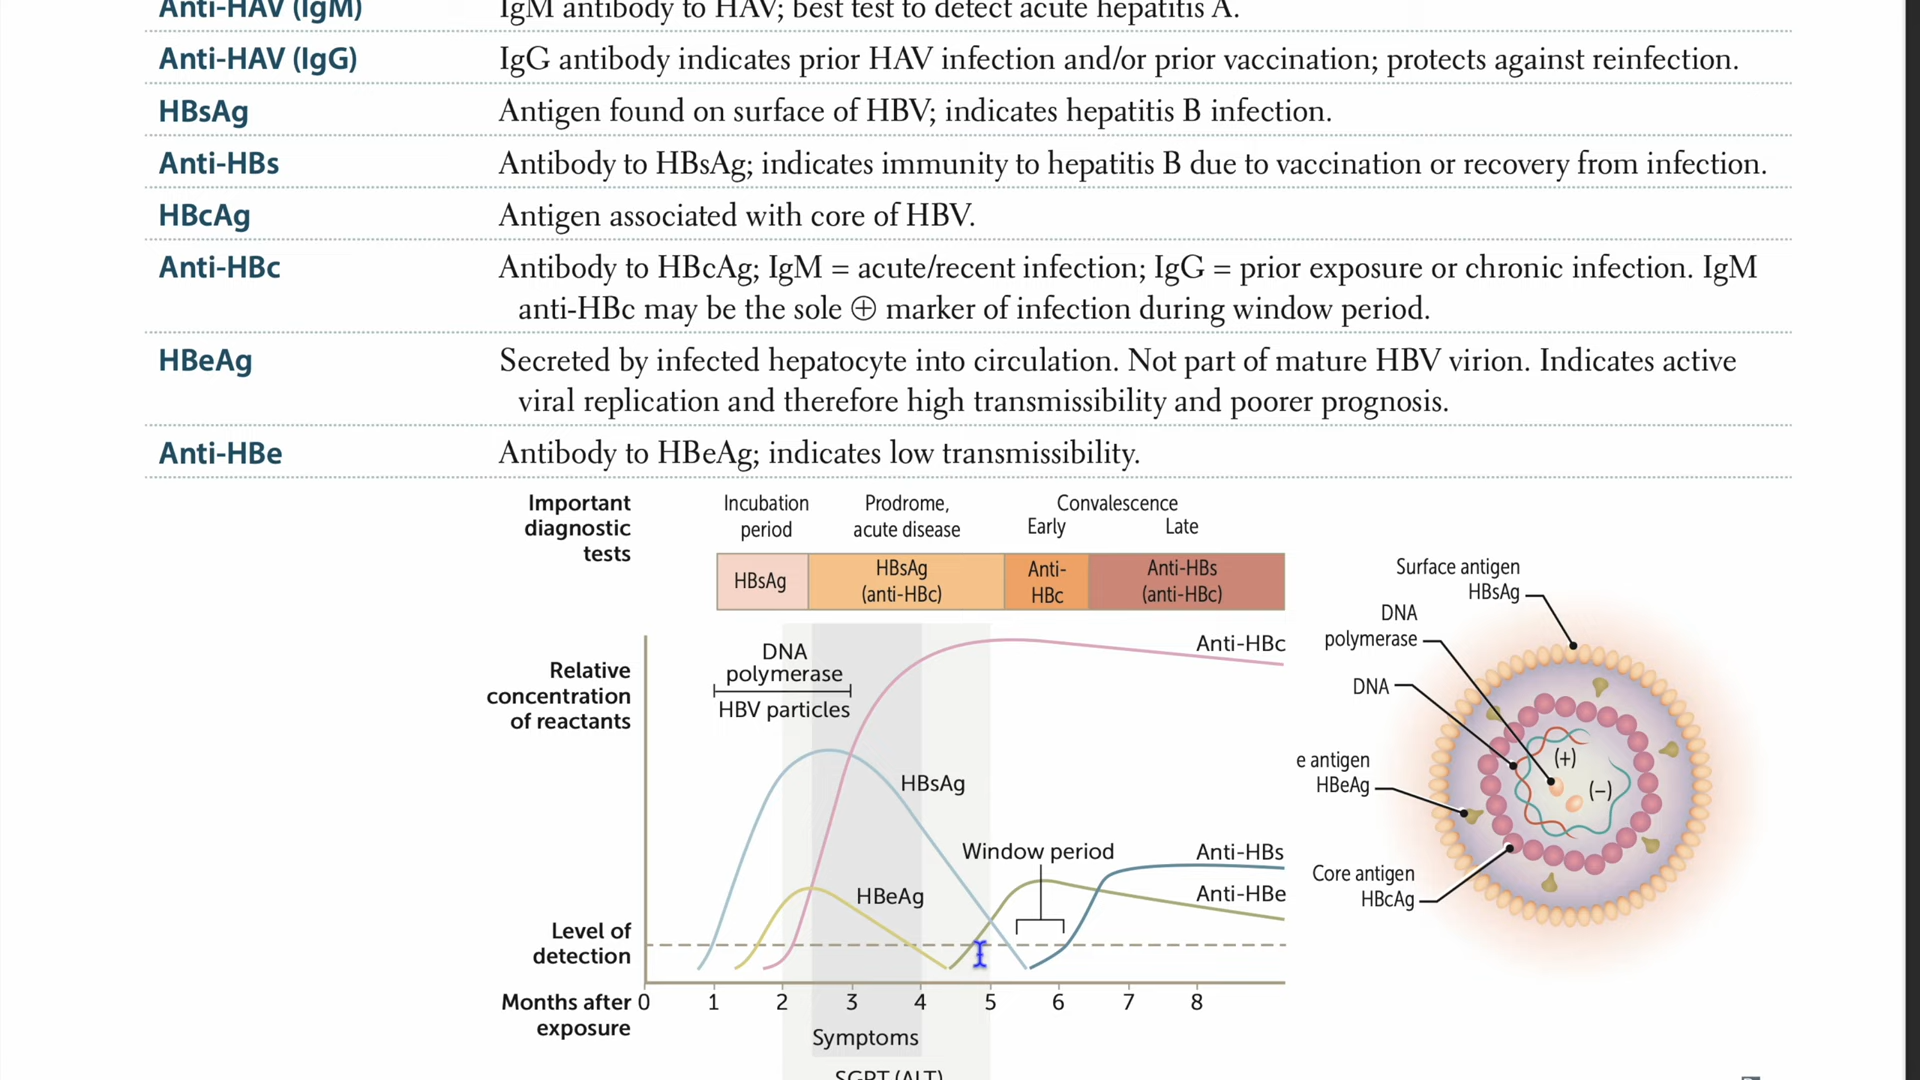 Anti-HAV (IgM) IgM antibody to HAV; best test to detect acute hepatitis A.
Anti-HAV (IgG) IgG antibody indicates prior HAV infection and/or prior vaccination; protects against reinfection.
HBsAg Antigen found on surface of HBV; indicates hepatitis B infection.
Anti-HBs Antibody to HBsAg; indicates immunity to hepatitis B due to vaccination or recovery from infection.
HBcAg Antigen associated with core of HBV.
Anti-HBc Antibody to HBcAg; IgM = acute/recent infection; IgG = prior exposure or chronic infection. IgM
anti-HBc may be the sole ⊕ marker of infection during window period.
HBeAg Secreted by infected hepatocyte into circulation. Not part of mature HBV virion. Indicates active
viral replication and therefore high transmissibility and poorer prognosis.
Anti-HBe Antibody to HBeAg; indicates low transmissibility.
Important
diagnostic
tests
Incubation
period
Prodrome,
acute disease
Convalescence
Early Late
HBsAg
HBsAg
(anti-HBc)
Anti-
HBc
Anti-HBs
(anti-HBc)
Relative
concentration
of reactants
DNA
polymerase
HBV particles
Anti-HBc
HBsAg
Window period
Anti-HBs
HBeAg
Anti-HBe
Level of
detection
Months after
exposure
0 1 2 3 4 5 6 7 8
Symptoms
SGPT (ALT)
Surface antigen
HBsAg
DNA
polymerase
DNA
(+)
(–)
e antigen
HBeAg
Core antigen
HBcAg